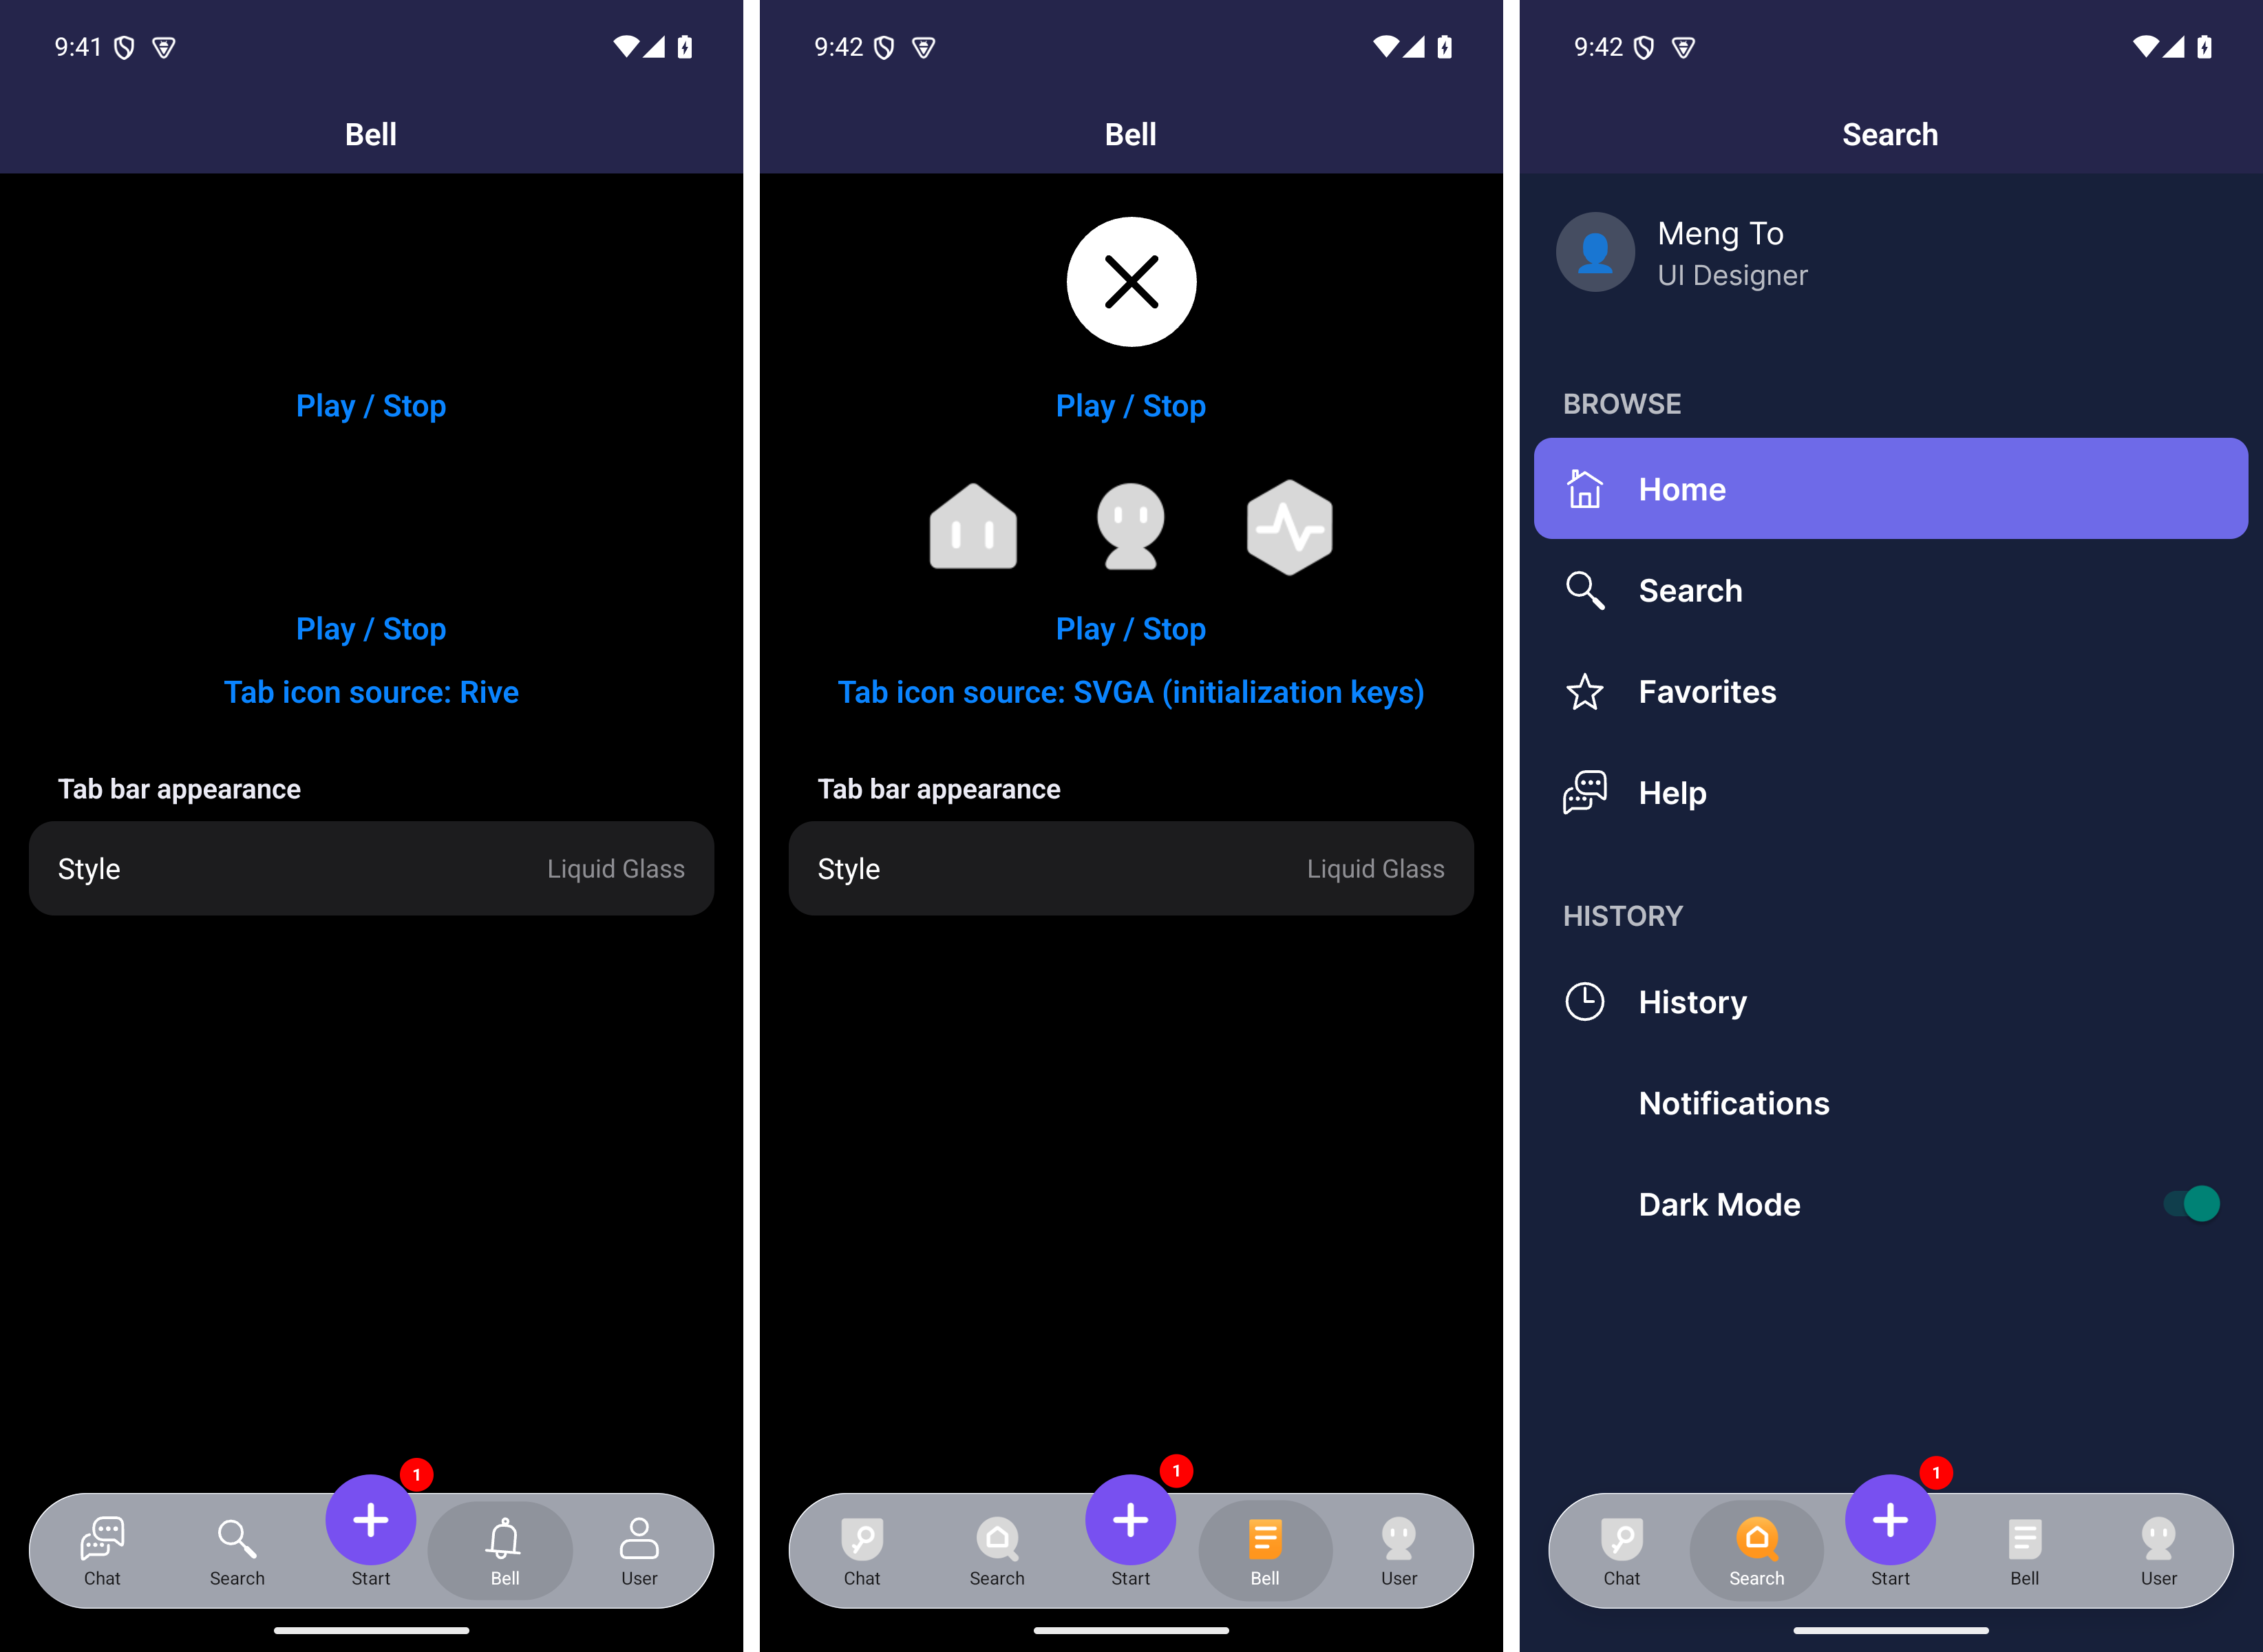 9:41
Bell
Play / Stop
Play / Stop
Tab icon source: Rive
Tab bar appearance
Style Liquid Glass
1
Chat Search Start Bell User
9:42
Bell
Play / Stop
Play / Stop
Tab icon source: SVGA (initialization keys)
Tab bar appearance
Style Liquid Glass
1
Chat Search Start Bell User
9:42
Search
Meng To
UI Designer
BROWSE
Home
Search
Favorites
Help
HISTORY
History
Notifications
Dark Mode
1
Chat Search Start Bell User